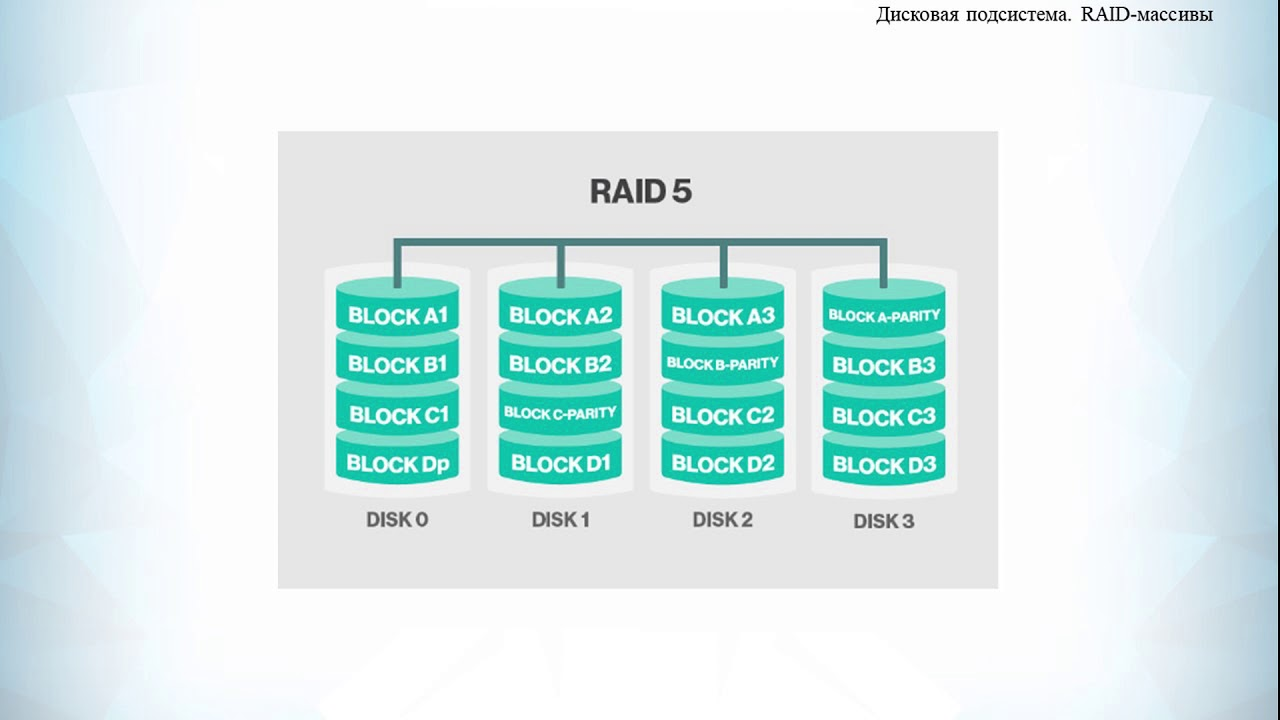 Дисковая подсистема. RAID-массивы
RAID 5
BLOCK A1 BLOCK A2 BLOCK A3 BLOCK A-PARITY
BLOCK B1 BLOCK B2 BLOCK B-PARITY BLOCK B3
BLOCK C1 BLOCK C-PARITY BLOCK C2 BLOCK C3
BLOCK Dp BLOCK D1 BLOCK D2 BLOCK D3
DISK 0 DISK 1 DISK 2 DISK 3